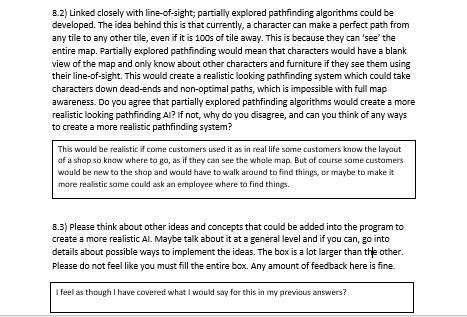 8.2) Linked closely with line-of-sight; partially explored pathfinding algorithms could be
developed. The idea behind this is that currently, a character can make a perfect path from
any tile to any other tile, even if it is 100s of tile away. This is because they can 'see' the
entire map. Partially explored pathfinding would mean that characters would have a blank
view of the map and only know about other characters and furniture if they see them using
their line-of-sight. This would create a realistic looking pathfinding system which could take
characters down dead-ends and non-optimal paths, which is impossible with full map
awareness. Do you agree that partially explored pathfinding algorithms would create a more
realistic looking pathfinding AI? If not, why do you disagree, and can you think of any ways
to create a more realistic pathfinding system?
This would be realistic if come customers used it as in real life some customers know the layout
of a shop so know where to go, as if they can see the whole map. But of course some customers
would be new to the shop and would have to walk around to find things, or maybe to make it
more realistic some could ask an employee where to find things.
8.3) Please think about other ideas and concepts that could be added into the program to
create a more realistic AI. Maybe talk about it at a general level and if you can, go into
details about possible ways to implement the ideas. The box is a lot larger than the other.
Please do not feel like you must fill the entire box. Any amount of feedback here is fine.
I feel as though I have covered what I would say for this in my previous answers?